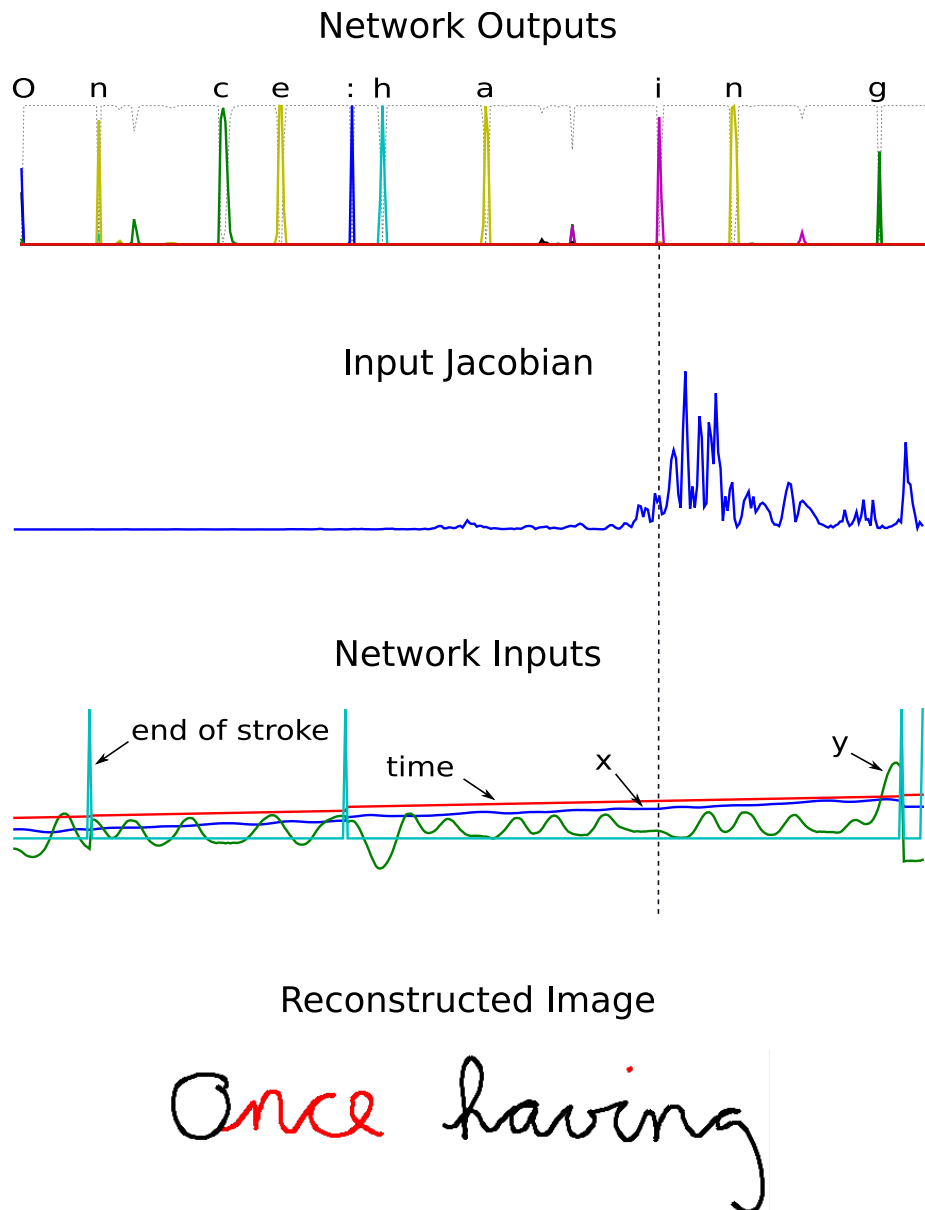 Network Outputs
O n c e : h a i n g
Input Jacobian
Network Inputs
end of stroke
time
x
y
Reconstructed Image
Once having